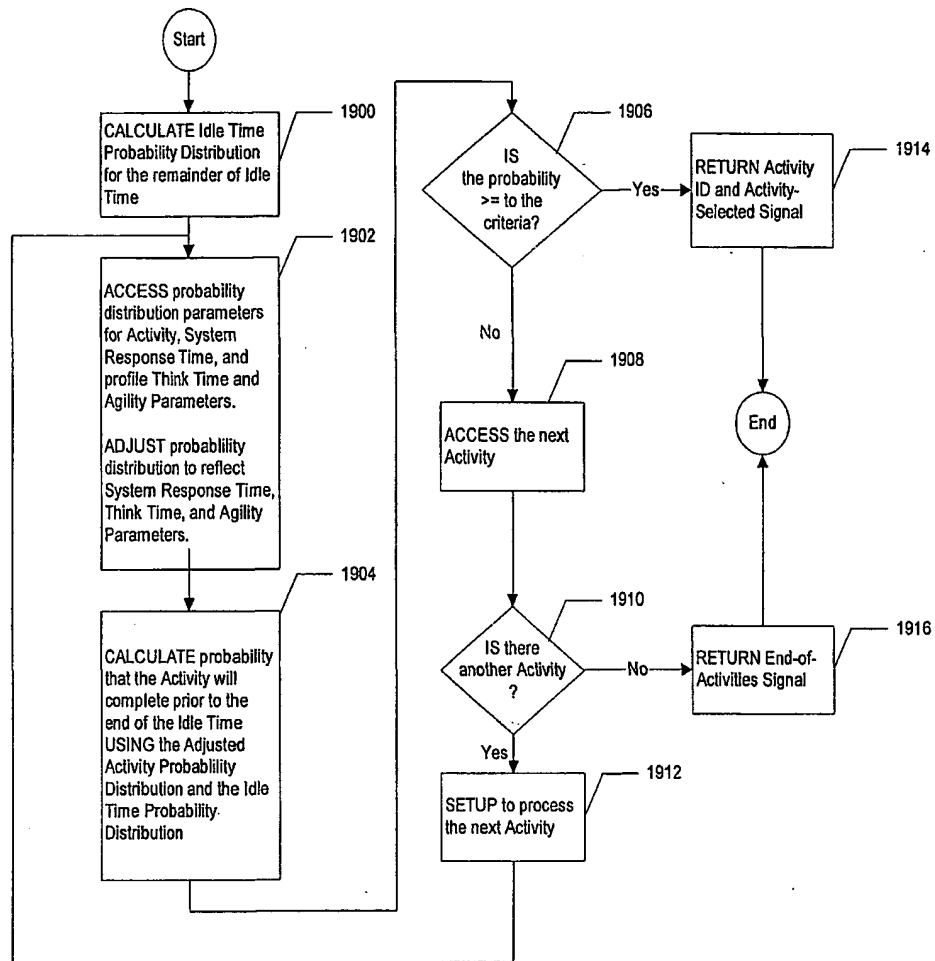 Start
1900
CALCULATE Idle Time
Probability Distribution
for the remainder of Idle
Time
1902
ACCESS probability
distribution parameters
for Activity, System
Response Time, and
profile Think Time and
Agility Parameters.
ADJUST probablility
distribution to reflect
System Response Time,
Think Time, and Agility
Parameters.
1904
CALCULATE probability
that the Activity will
complete prior to the
end of the Idle Time
USING the Adjusted
Activity Probablility
Distribution and the Idle
Time Probability
Distribution
1906
IS
the probability
>= to the
criteria?
Yes
No
1914
RETURN Activity
ID and Activity-
Selected Signal
1908
ACCESS the next
Activity
End
1910
IS there
another Activity
?
No
Yes
1916
RETURN End-of-
Activities Signal
1912
SETUP to process
the next Activity